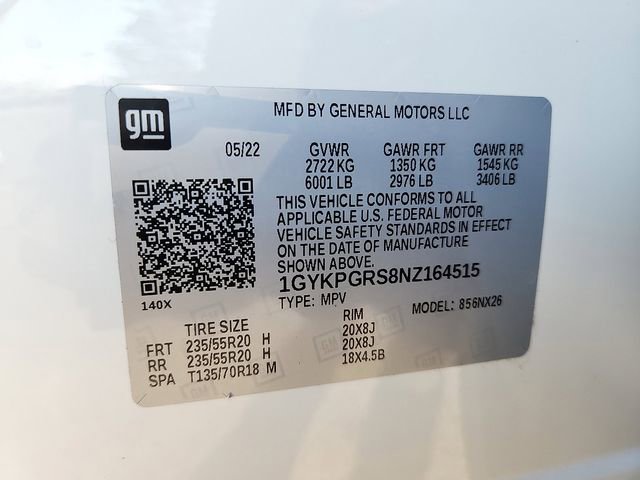 gm
MFD BY GENERAL MOTORS LLC
05/22 GVWR GAWR FRT GAWR RR
2722 KG 1350 KG 1545 KG
6001 LB 2976 LB 3406 LB
THIS VEHICLE CONFORMS TO ALL
APPLICABLE U.S. FEDERAL MOTOR
VEHICLE SAFETY STANDARDS IN EFFECT
ON THE DATE OF MANUFACTURE
SHOWN ABOVE.
1GYKPGRS8NZ164515
140X
TYPE: MPV MODEL: 856NX26
TIRE SIZE RIM
FRT 235/55R20 H 20X8J
RR 235/55R20 H 20X8J
SPA T135/70R18 M 18X4.5B